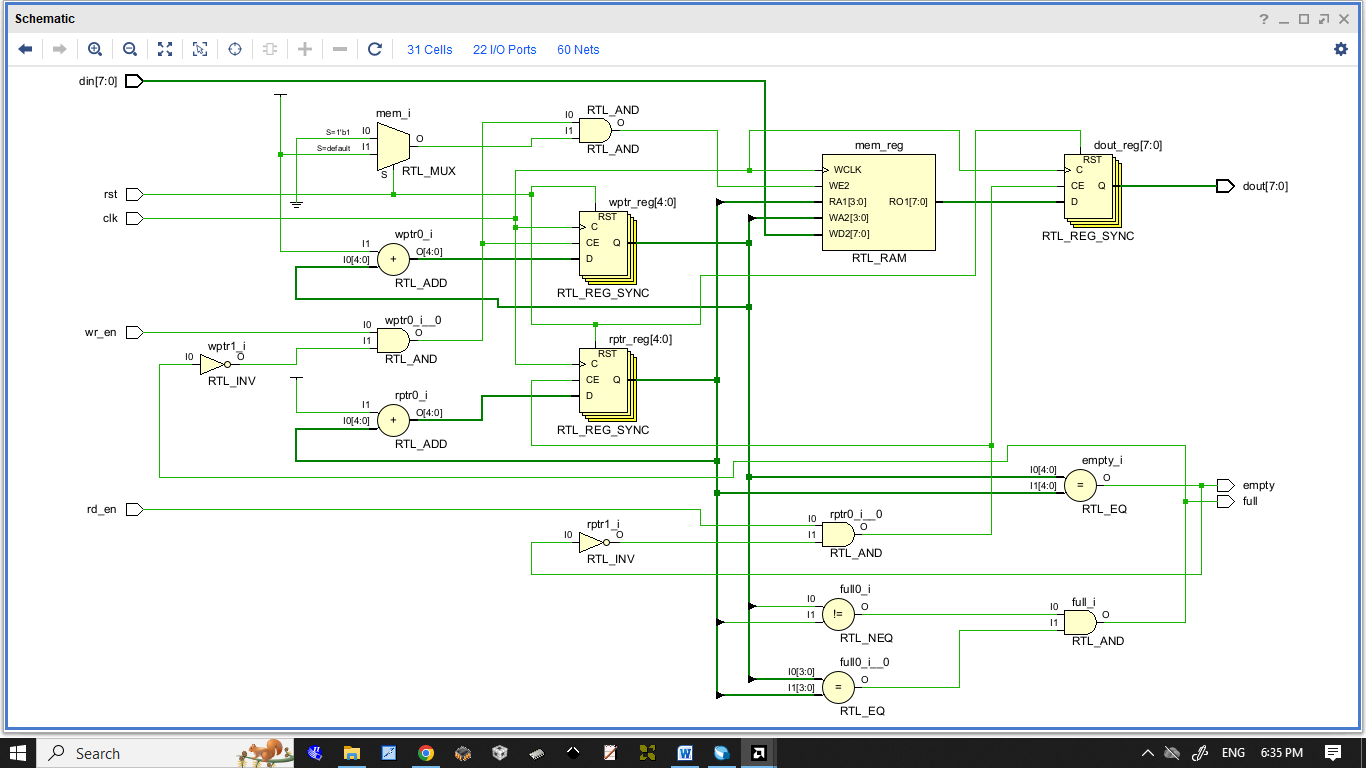 Schematic
31 Cells 22 I/O Ports 60 Nets
din[7:0]
mem_i
S=1'b1 I0
S=default I1
O
S
RTL_MUX
RTL_AND
I0
I1
O
RTL_AND
mem_reg
WCLK
WE2
RA1[3:0] RO1[7:0]
WA2[3:0]
WD2[7:0]
RTL_RAM
dout_reg[7:0]
RST
C
CE Q
D
RTL_REG_SYNC
dout[7:0]
rst
clk
wptr_reg[4:0]
RST
C
CE Q
D
RTL_REG_SYNC
wptr0_i
I1
I0[4:0]
+
O[4:0]
RTL_ADD
wr_en
wptr0_i__0
I0
I1
O
RTL_AND
wptr1_i
I0 O
RTL_INV
rptr_reg[4:0]
RST
C
CE Q
D
RTL_REG_SYNC
rptr0_i
I1
I0[4:0]
+
O[4:0]
RTL_ADD
empty_i
I0[4:0]
I1[4:0]
=
O
RTL_EQ
empty
full
rd_en
rptr0_i__0
I0
I1
O
RTL_AND
rptr1_i
I0 O
RTL_INV
full0_i
I0
I1
!=
O
RTL_NEQ
full_i
I0
I1
O
RTL_AND
full0_i__0
I0[3:0]
I1[3:0]
=
O
RTL_EQ
Search
ENG 6:35 PM